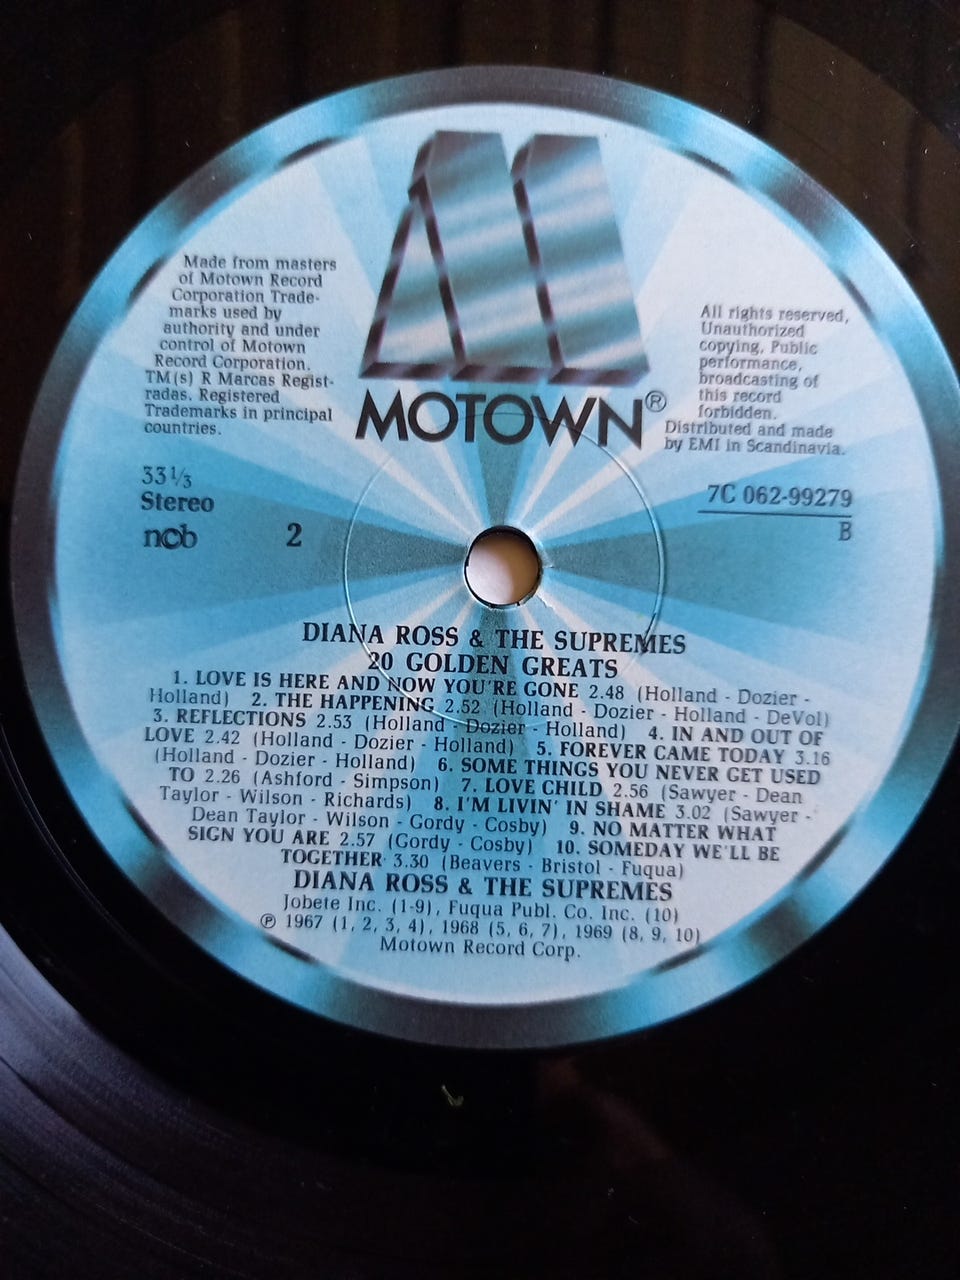 Made from masters
of Motown Record
Corporation Trade-
marks used by
authority and under
control of Motown
Record Corporation.
TM(s) R Marcas Regist-
radas. Registered
Trademarks in principal
countries.
MOTOWN®
All rights reserved,
Unauthorized
copying, Public
performance,
broadcasting of
this record
forbidden.
Distributed and made
by EMI in Scandinavia.
33⅓
Stereo
ncb
2
7C 062-99279
B
DIANA ROSS & THE SUPREMES
20 GOLDEN GREATS
1. LOVE IS HERE AND NOW YOU'RE GONE 2.48 (Holland - Dozier -
Holland) 2. THE HAPPENING 2.52 (Holland - Dozier - Holland - DeVol)
3. REFLECTIONS 2.53 (Holland - Dozier - Holland) 4. IN AND OUT OF
LOVE 2.42 (Holland - Dozier - Holland) 5. FOREVER CAME TODAY 3.16
(Holland - Dozier - Holland) 6. SOME THINGS YOU NEVER GET USED
TO 2.26 (Ashford - Simpson) 7. LOVE CHILD 2.56 (Sawyer - Dean
Taylor - Wilson - Richards) 8. I'M LIVIN' IN SHAME 3.02 (Sawyer -
Dean Taylor - Wilson - Gordy - Cosby) 9. NO MATTER WHAT
SIGN YOU ARE 2.57 (Gordy - Cosby) 10. SOMEDAY WE'LL BE
TOGETHER 3.30 (Beavers - Bristol - Fuqua)
DIANA ROSS & THE SUPREMES
Jobete Inc. (1-9), Fuqua Publ. Co. Inc. (10)
℗ 1967 (1, 2, 3, 4), 1968 (5, 6, 7), 1969 (8, 9, 10)
Motown Record Corp.